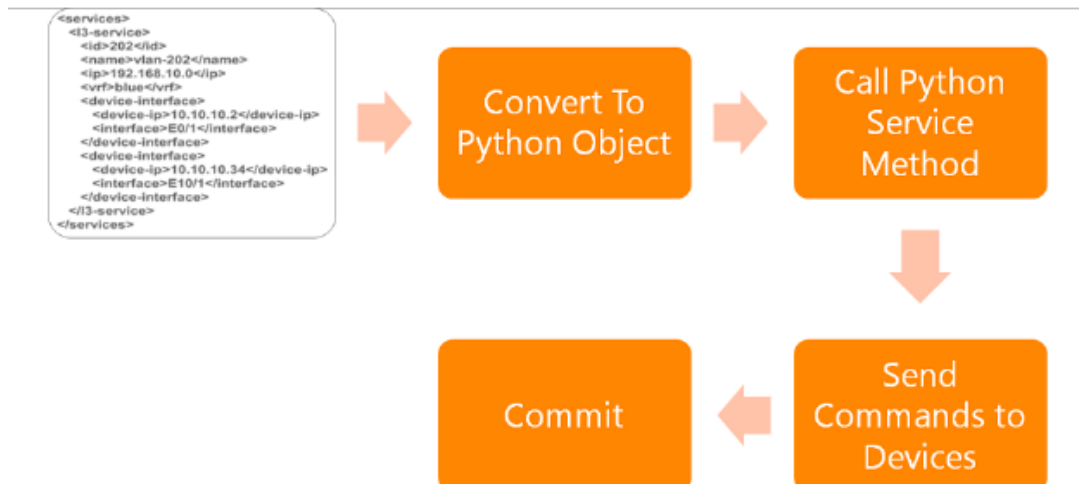 <services>
<l3-service>
<id>202</id>
<name>vlan-202</name>
<ip>192.168.10.0</ip>
<vrf>blue</vrf>
<device-interface>
<device-ip>10.10.10.2</device-ip>
<interface>E0/1</interface>
</device-interface>
<device-interface>
<device-ip>10.10.10.34</device-ip>
<interface>E10/1</interface>
</device-interface>
</l3-service>
</services>
Convert To
Python Object
Call Python
Service
Method
Send
Commands to
Devices
Commit